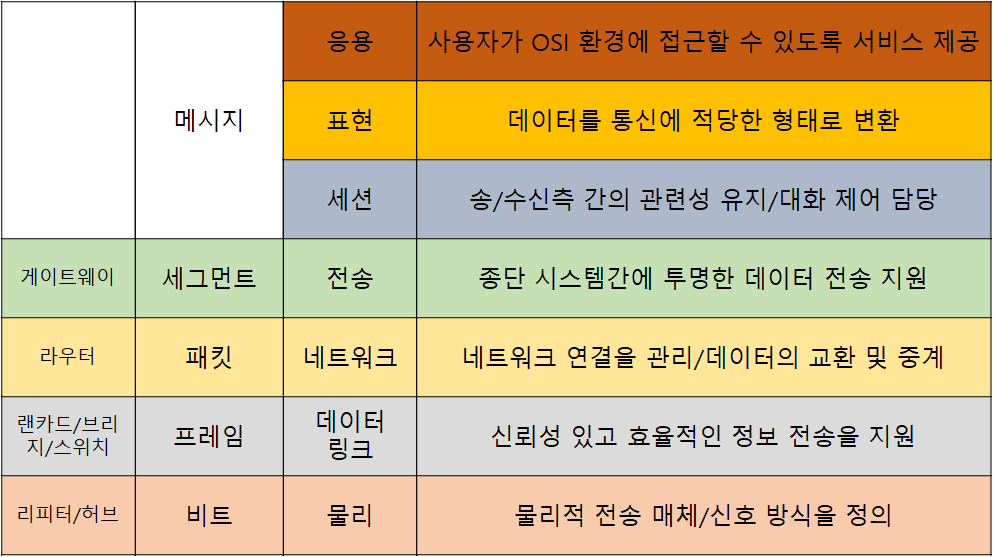 응용
사용자가 OSI 환경에 접근할 수 있도록 서비스 제공
메시지
표현
데이터를 통신에 적당한 형태로 변환
세션
송/수신측 간의 관련성 유지/대화 제어 담당
게이트웨이
세그먼트
전송
종단 시스템간에 투명한 데이터 전송 지원
라우터
패킷
네트워크
네트워크 연결을 관리/데이터의 교환 및 중계
랜카드/브리
지/스위치
프레임
데이터
링크
신뢰성 있고 효율적인 정보 전송을 지원
리피터/허브
비트
물리
물리적 전송 매체/신호 방식을 정의